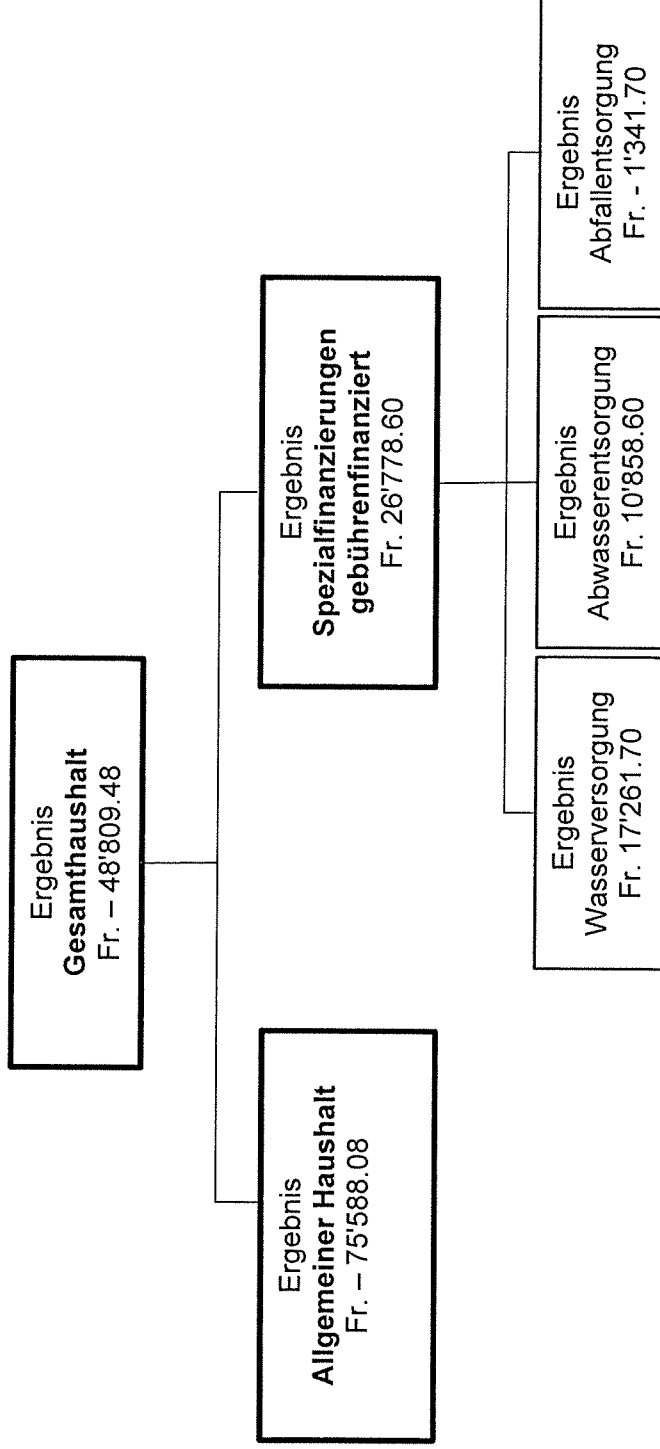 Ergebnis
Gesamthaushalt
Fr. – 48'809.48
Ergebnis
Allgemeiner Haushalt
Fr. – 75'588.08
Ergebnis
Spezialfinanzierungen
gebührenfinanziert
Fr. 26'778.60
Ergebnis
Wasserversorgung
Fr. 17'261.70
Ergebnis
Abwasserentsorgung
Fr. 10'858.60
Ergebnis
Abfallentsorgung
Fr. - 1'341.70